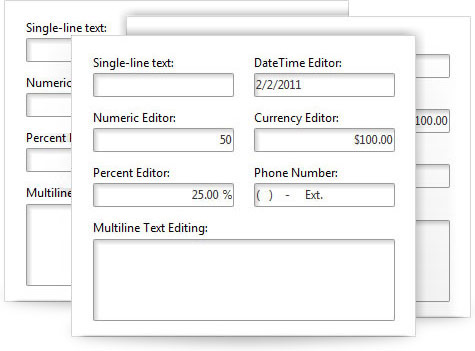 Single-line text:
Numeric
Percent
Multiline
100.00
Single-line text:
DateTime Editor:
2/2/2011
Numeric Editor:
Currency Editor:
50
$100.00
Percent Editor:
Phone Number:
25.00 %
( ) - Ext.
Multiline Text Editing: